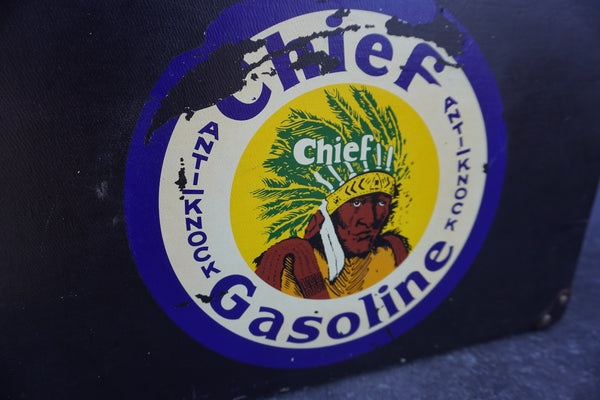 Chief
ANTI-KNOCK
Chief!!
ANTI-KNOCK
Gasoline